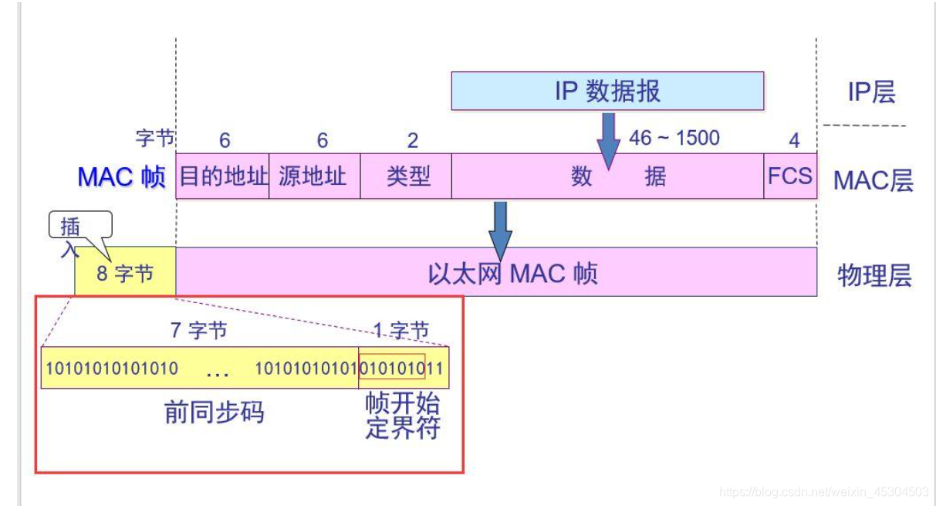 IP 数据报
IP层
字节 6 6 2 46 ~ 1500 4
MAC 帧 目的地址 源地址 类型 数 据 FCS MAC层
插入
8 字节 以太网 MAC 帧 物理层
7 字节 1 字节
10101010101010 ... 10101010101010101011
前同步码
帧开始
定界符
https://blog.csdn.net/weixin_45304503